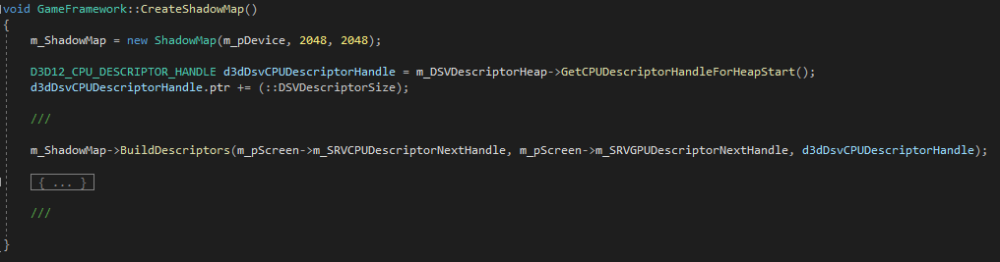 void GameFramework::CreateShadowMap()
{
m_ShadowMap = new ShadowMap(m_pDevice, 2048, 2048);
D3D12_CPU_DESCRIPTOR_HANDLE d3dDsvCPUDescriptorHandle = m_DSVDescriptorHeap->GetCPUDescriptorHandleForHeapStart();
d3dDsvCPUDescriptorHandle.ptr += (::DSVDescriptorSize);
///
m_ShadowMap->BuildDescriptors(m_pScreen->m_SRVCPUDescriptorNextHandle, m_pScreen->m_SRVGPUDescriptorNextHandle, d3dDsvCPUDescriptorHandle);
{ ... }
///
}